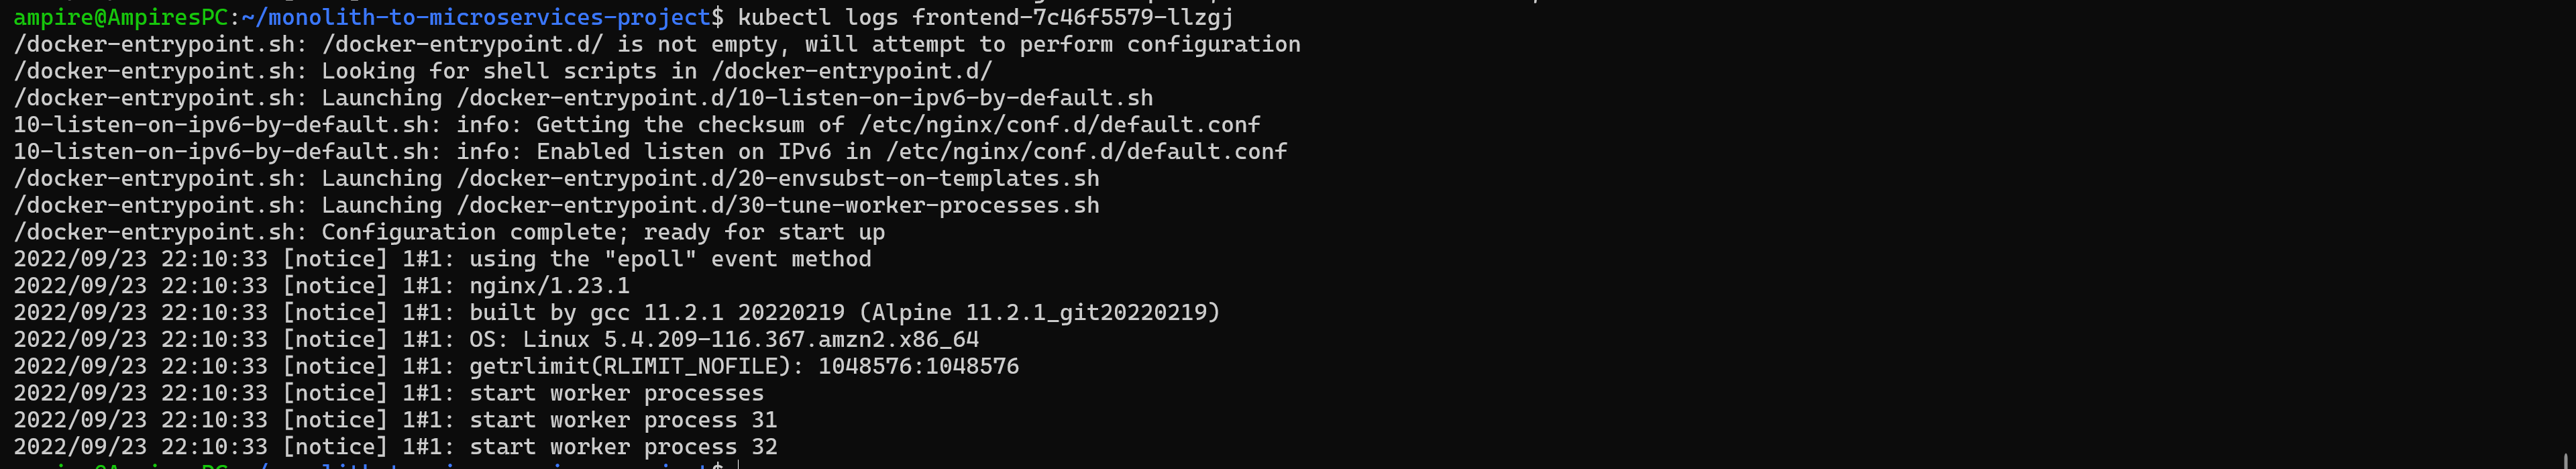 ampire@AmpiresPC:~/monolith-to-microservices-project$ kubectl logs frontend-7c46f5579-llzgj
/docker-entrypoint.sh: /docker-entrypoint.d/ is not empty, will attempt to perform configuration
/docker-entrypoint.sh: Looking for shell scripts in /docker-entrypoint.d/
/docker-entrypoint.sh: Launching /docker-entrypoint.d/10-listen-on-ipv6-by-default.sh
10-listen-on-ipv6-by-default.sh: info: Getting the checksum of /etc/nginx/conf.d/default.conf
10-listen-on-ipv6-by-default.sh: info: Enabled listen on IPv6 in /etc/nginx/conf.d/default.conf
/docker-entrypoint.sh: Launching /docker-entrypoint.d/20-envsubst-on-templates.sh
/docker-entrypoint.sh: Launching /docker-entrypoint.d/30-tune-worker-processes.sh
/docker-entrypoint.sh: Configuration complete; ready for start up
2022/09/23 22:10:33 [notice] 1#1: using the "epoll" event method
2022/09/23 22:10:33 [notice] 1#1: nginx/1.23.1
2022/09/23 22:10:33 [notice] 1#1: built by gcc 11.2.1 20220219 (Alpine 11.2.1_git20220219)
2022/09/23 22:10:33 [notice] 1#1: OS: Linux 5.4.209-116.367.amzn2.x86_64
2022/09/23 22:10:33 [notice] 1#1: getrlimit(RLIMIT_NOFILE): 1048576:1048576
2022/09/23 22:10:33 [notice] 1#1: start worker processes
2022/09/23 22:10:33 [notice] 1#1: start worker process 31
2022/09/23 22:10:33 [notice] 1#1: start worker process 32
ampire@AmpiresPC:~/monolith-to-microservices-project$